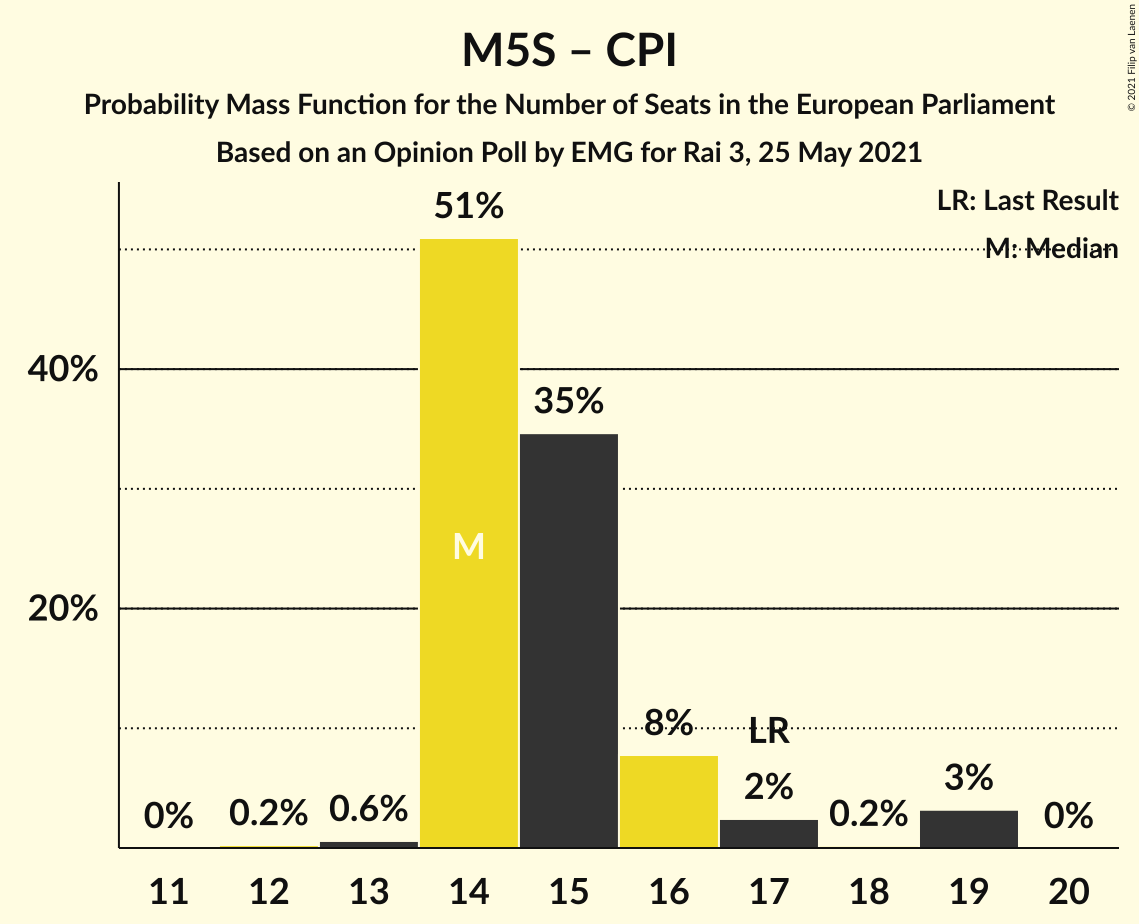 M5S – CPI
Probability Mass Function for the Number of Seats in the European Parliament
Based on an Opinion Poll by EMG for Rai 3, 25 May 2021
© 2021 Filip van Laenen
LR: Last Result
M: Median
51%
40%
35%
M
20%
8%
LR
2%
3%
0%
0.2%
0.6%
0.2%
0%
11 12 13 14 15 16 17 18 19 20